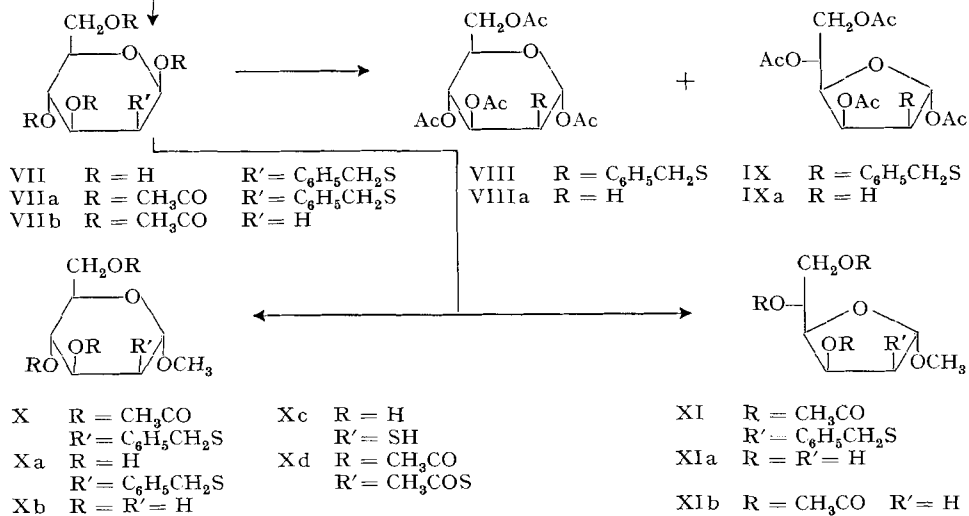 CH₂OR
O
OR
OR
R'
RO
CH₂OAc
O
OAc
R
AcO
OAc
+
CH₂OAc
AcO
O
OAc
R
OAc
VII R = H R' = C₆H₅CH₂S
VIIa R = CH₃CO R' = C₆H₅CH₂S
VIIb R = CH₃CO R' = H
VIII R = C₆H₅CH₂S
VIIIa R = H
IX R = C₆H₅CH₂S
IXa R = H
CH₂OR
O
OR
R'
RO
OCH₃
CH₂OR
RO
O
OR
R'
OCH₃
X R = CH₃CO
R' = C₆H₅CH₂S
Xa R = H
R' = C₆H₅CH₂S
Xb R = R' = H
Xc R = H
R' = SH
Xd R = CH₃CO
R' = CH₃COS
XI R = CH₃CO
R' = C₆H₅CH₂S
XIa R = R' = H
XIb R = CH₃CO R' = H